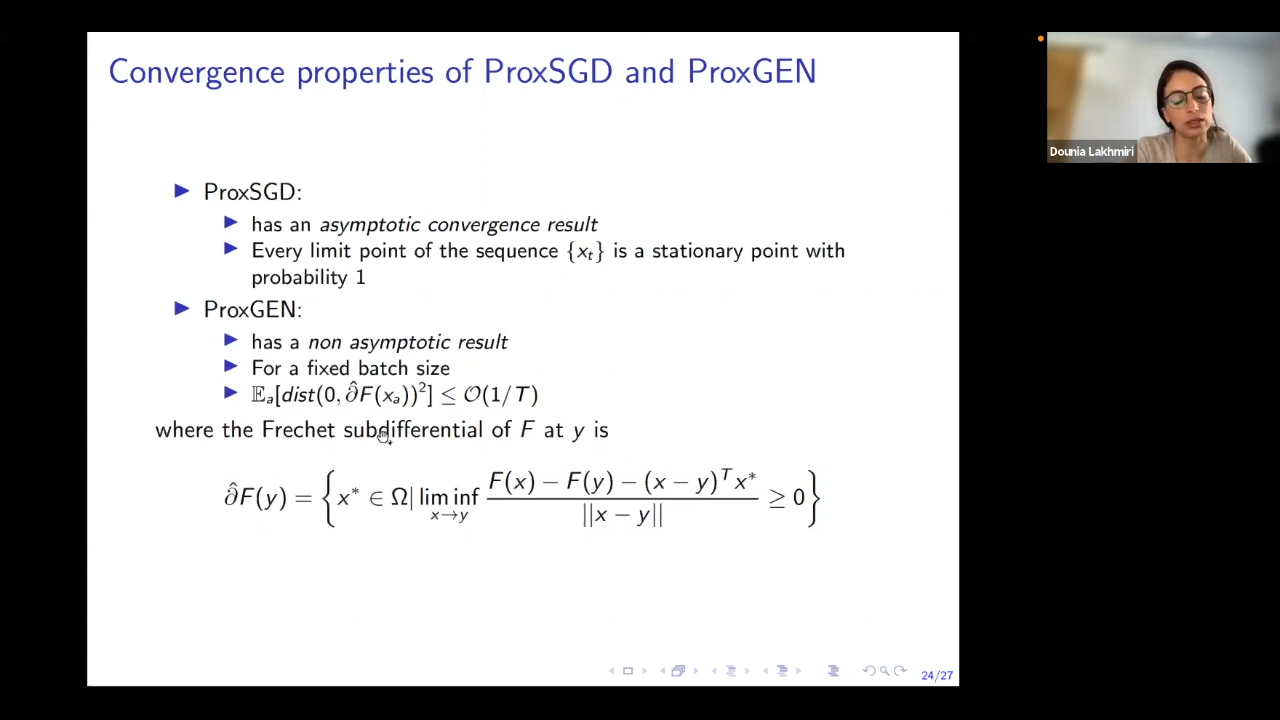 Convergence properties of ProxSGD and ProxGEN
Dounia Lakhmiri
▶ ProxSGD:
▶ has an asymptotic convergence result
▶ Every limit point of the sequence {x_t} is a stationary point with
probability 1
▶ ProxGEN:
▶ has a non asymptotic result
▶ For a fixed batch size
▶ 𝔼_a[dist(0, ∂̂F(x_a))²] ≤ 𝒪(1/T)
where the Frechet subdifferential of F at y is
∂̂F(y) = { x* ∈ Ω| lim inf_{x→y} (F(x) − F(y) − (x − y)^T x*) / ||x − y|| ≥ 0 }
24/27